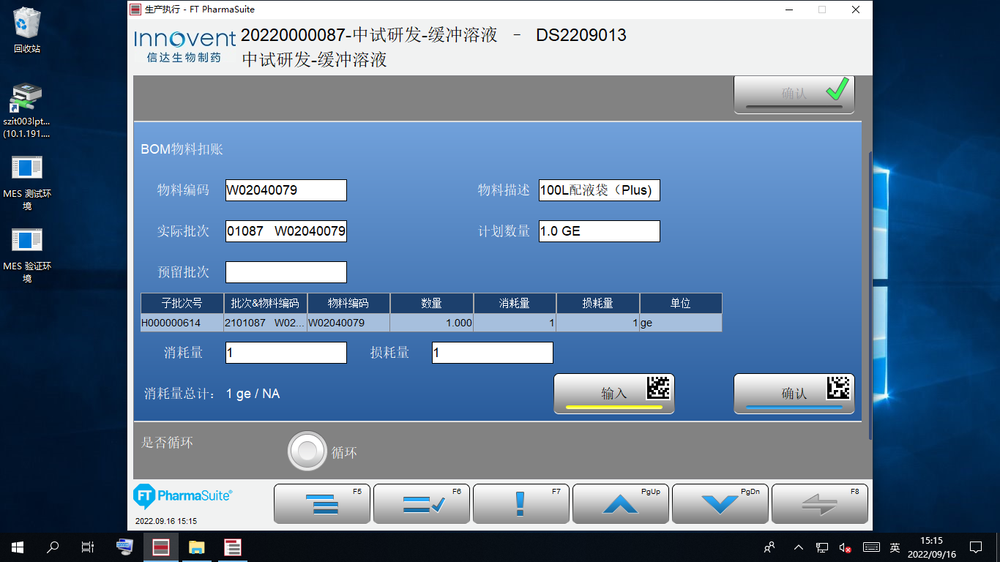 生产执行 - FT PharmaSuite
回收站
szit003lpt...
(10.1.191....
MES 测试环
境
MES 验证环
境
Innovent
信达生物制药
20220000087-中试研发-缓冲溶液 - DS2209013
中试研发-缓冲溶液
确认
BOM物料扣账
物料编码 W02040079 物料描述 100L配液袋（Plus)
实际批次 01087 W02040079 计划数量 1.0 GE
预留批次
子批次号 批次&物料编码 物料编码 数量 消耗量 损耗量 单位
H000000614 2101087 W02... W02040079 1.000 1 1 ge
消耗量 1 损耗量 1
消耗量总计： 1 ge / NA 输入 确认
是否循环 循环
FT PharmaSuite®
2022.09.16 15:15
F5 F6 F7 PgUp PgDn F8
英
15:15
2022/09/16